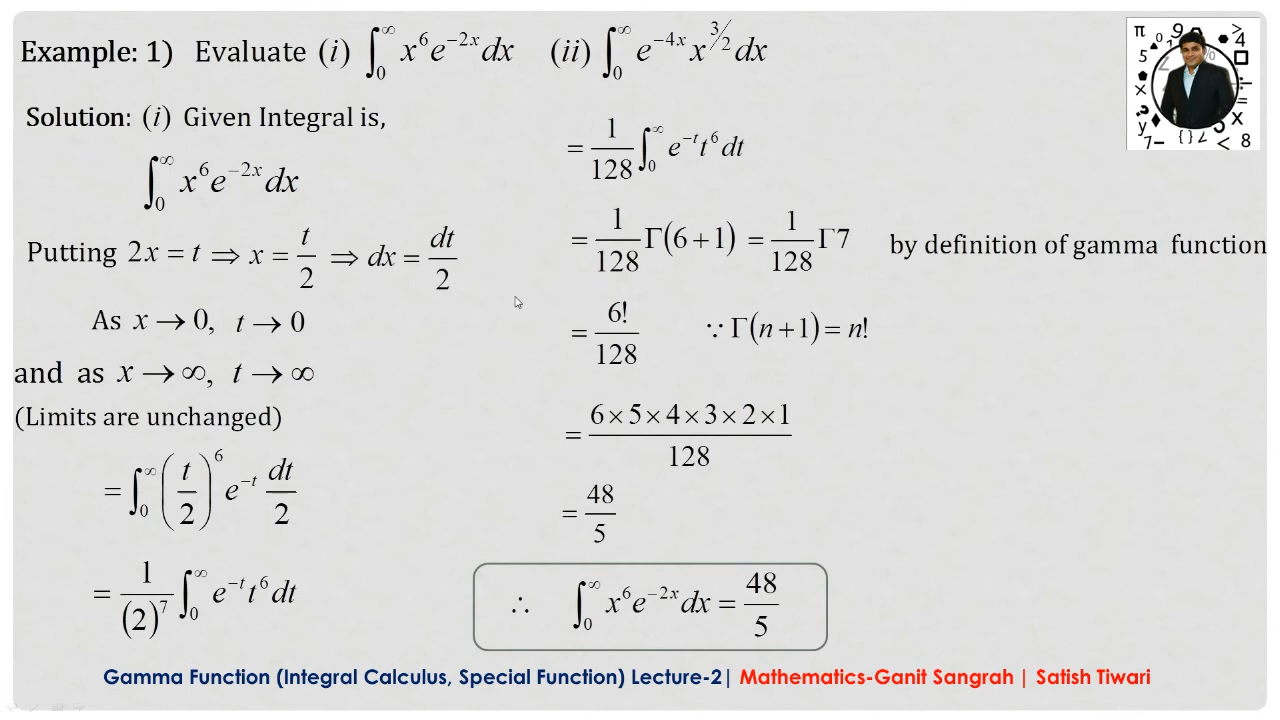 Example: 1) Evaluate (i) ∫₀^∞ x⁶e^(−2x) dx (ii) ∫₀^∞ e^(−4x) x^(3/2) dx
Solution: (i) Given Integral is,
∫₀^∞ x⁶e^(−2x) dx
Putting 2x = t ⇒ x = t/2 ⇒ dx = dt/2
As x → 0, t → 0
and as x → ∞, t → ∞
(Limits are unchanged)
= ∫₀^∞ (t/2)⁶ e^(−t) dt/2
= 1/(2)⁷ ∫₀^∞ e^(−t) t⁶ dt
= 1/128 ∫₀^∞ e^(−t) t⁶ dt
= 1/128 Γ(6+1) = 1/128 Γ7 by definition of gamma function
= 6!/128 ∵ Γ(n+1) = n!
= 6×5×4×3×2×1/128
= 48/5
∴ ∫₀^∞ x⁶e^(−2x) dx = 48/5
Gamma Function (Integral Calculus, Special Function) Lecture-2| Mathematics-Ganit Sangrah | Satish Tiwari